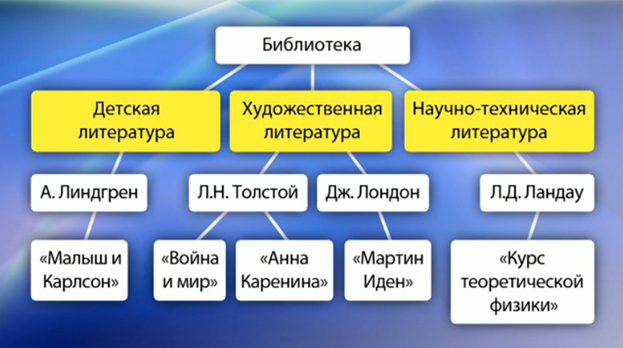 Библиотека
Детская
литература
Художественная
литература
Научно-техническая
литература
А. Линдгрен
Л.Н. Толстой
Дж. Лондон
Л.Д. Ландау
«Малыш и
Карлсон»
«Война
и мир»
«Анна
Каренина»
«Мартин
Иден»
«Курс
теоретической
физики»